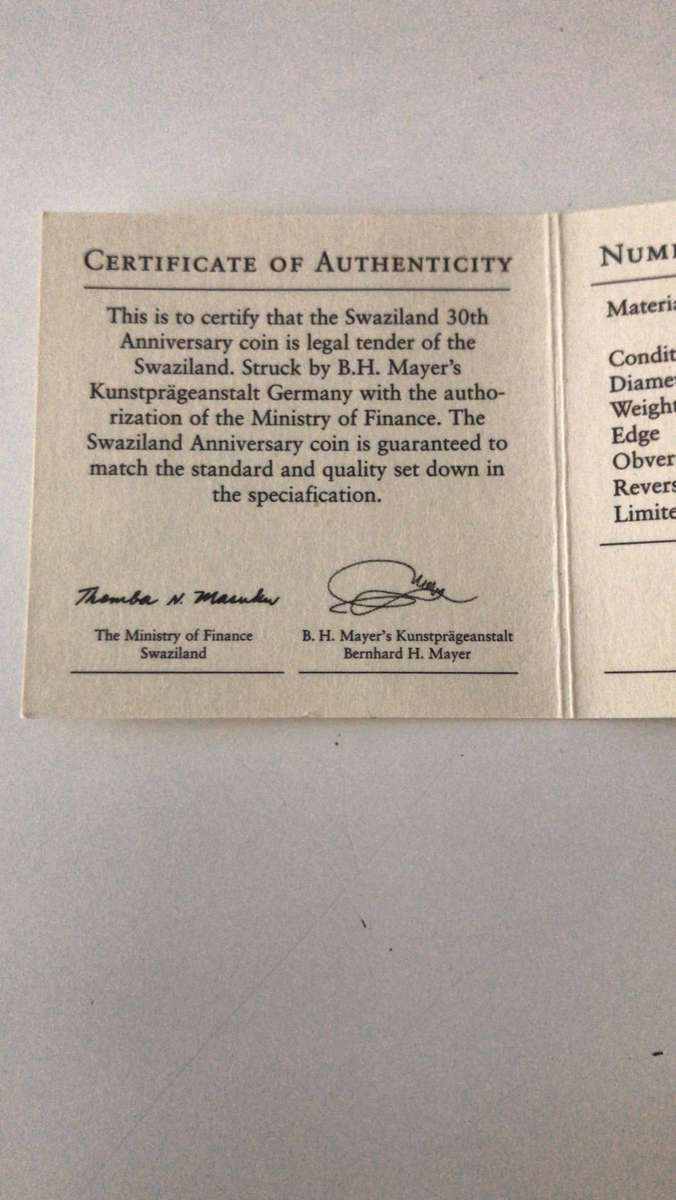 CERTIFICATE OF AUTHENTICITY
This is to certify that the Swaziland 30th
Anniversary coin is legal tender of the
Swaziland. Struck by B.H. Mayer's
Kunstprägeanstalt Germany with the autho-
rization of the Ministry of Finance. The
Swaziland Anniversary coin is guaranteed to
match the standard and quality set down in
the speciafication.
Themba N. Masuku
The Ministry of Finance
Swaziland
B. H. Mayer's Kunstprägeanstalt
Bernhard H. Mayer
NUM
Materia
Condit
Diame
Weight
Edge
Obver
Revers
Limite